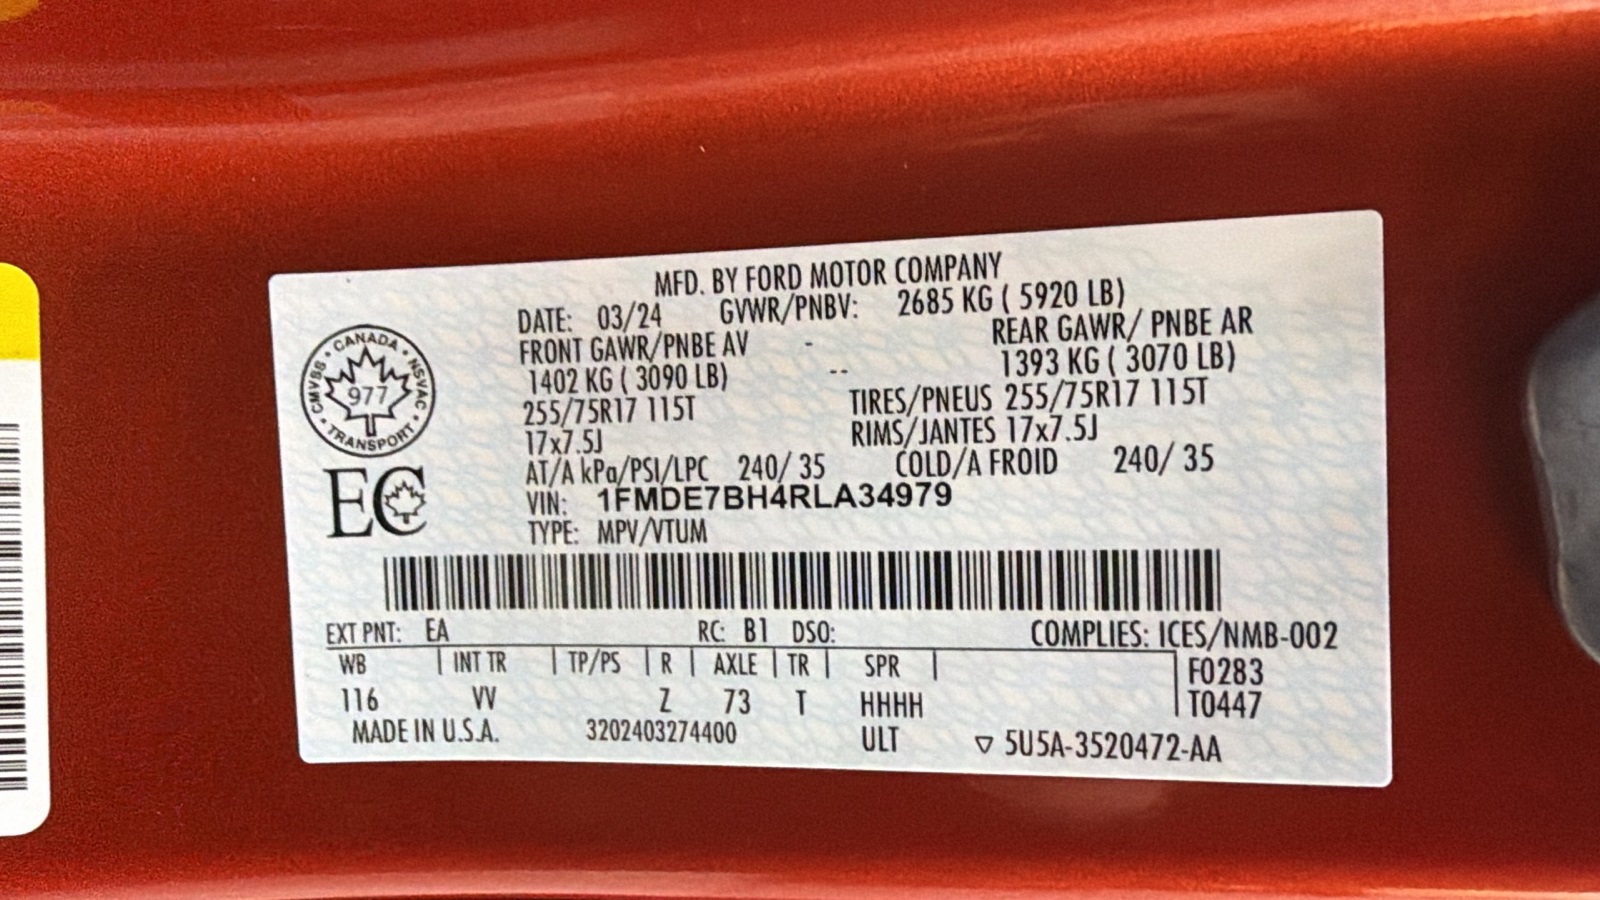 MFD. BY FORD MOTOR COMPANY
DATE: 03/24 GVWR/PNBV: 2685 KG ( 5920 LB)
FRONT GAWR/PNBE AV - REAR GAWR/ PNBE AR
1402 KG ( 3090 LB) -- 1393 KG ( 3070 LB)
255/75R17 115T TIRES/PNEUS 255/75R17 115T
17x7.5J RIMS/JANTES 17x7.5J
AT/A kPa/PSI/LPC 240/ 35 COLD/A FROID 240/ 35
VIN: 1FMDE7BH4RLA34979
TYPE: MPV/VTUM
CANADA • NSVAC • TRANSPORT • CMVSS •
977
EC
EXT PNT: EA RC: B1 DSO: COMPLIES: ICES/NMB-002
WB | INT TR | TP/PS | R | AXLE | TR | SPR | F0283
116 VV Z 73 T HHHH T0447
MADE IN U.S.A. 3202403274400 ULT ▽ 5U5A-3520472-AA